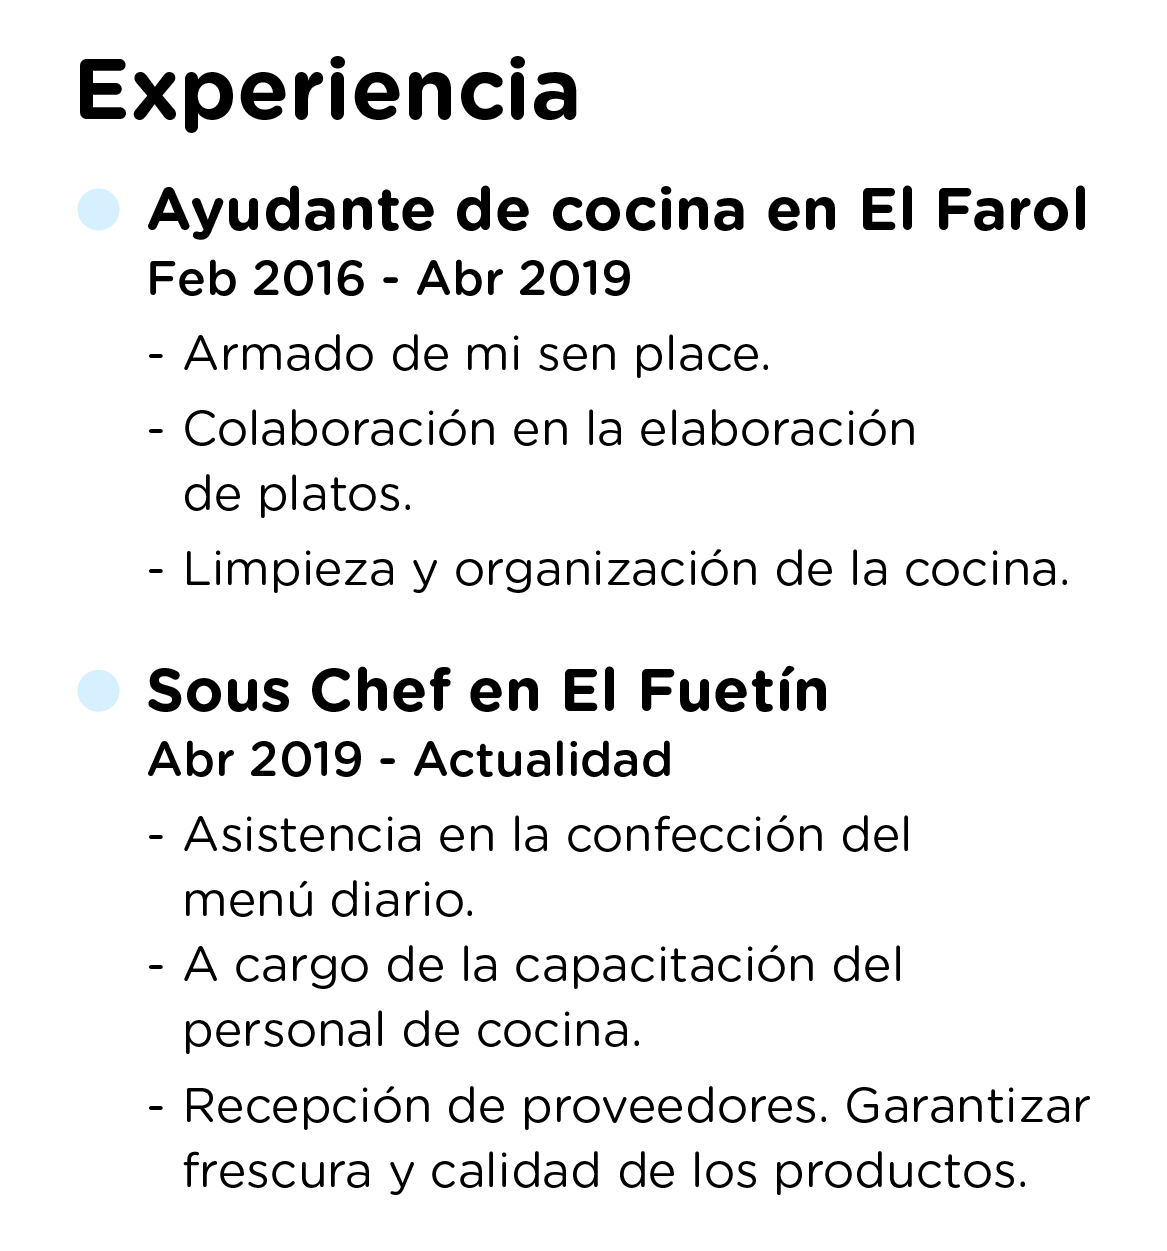 Experiencia
Ayudante de cocina en El Farol
Feb 2016 - Abr 2019
- Armado de mi sen place.
- Colaboración en la elaboración
de platos.
- Limpieza y organización de la cocina.
Sous Chef en El Fuetín
Abr 2019 - Actualidad
- Asistencia en la confección del
menú diario.
- A cargo de la capacitación del
personal de cocina.
- Recepción de proveedores. Garantizar
frescura y calidad de los productos.